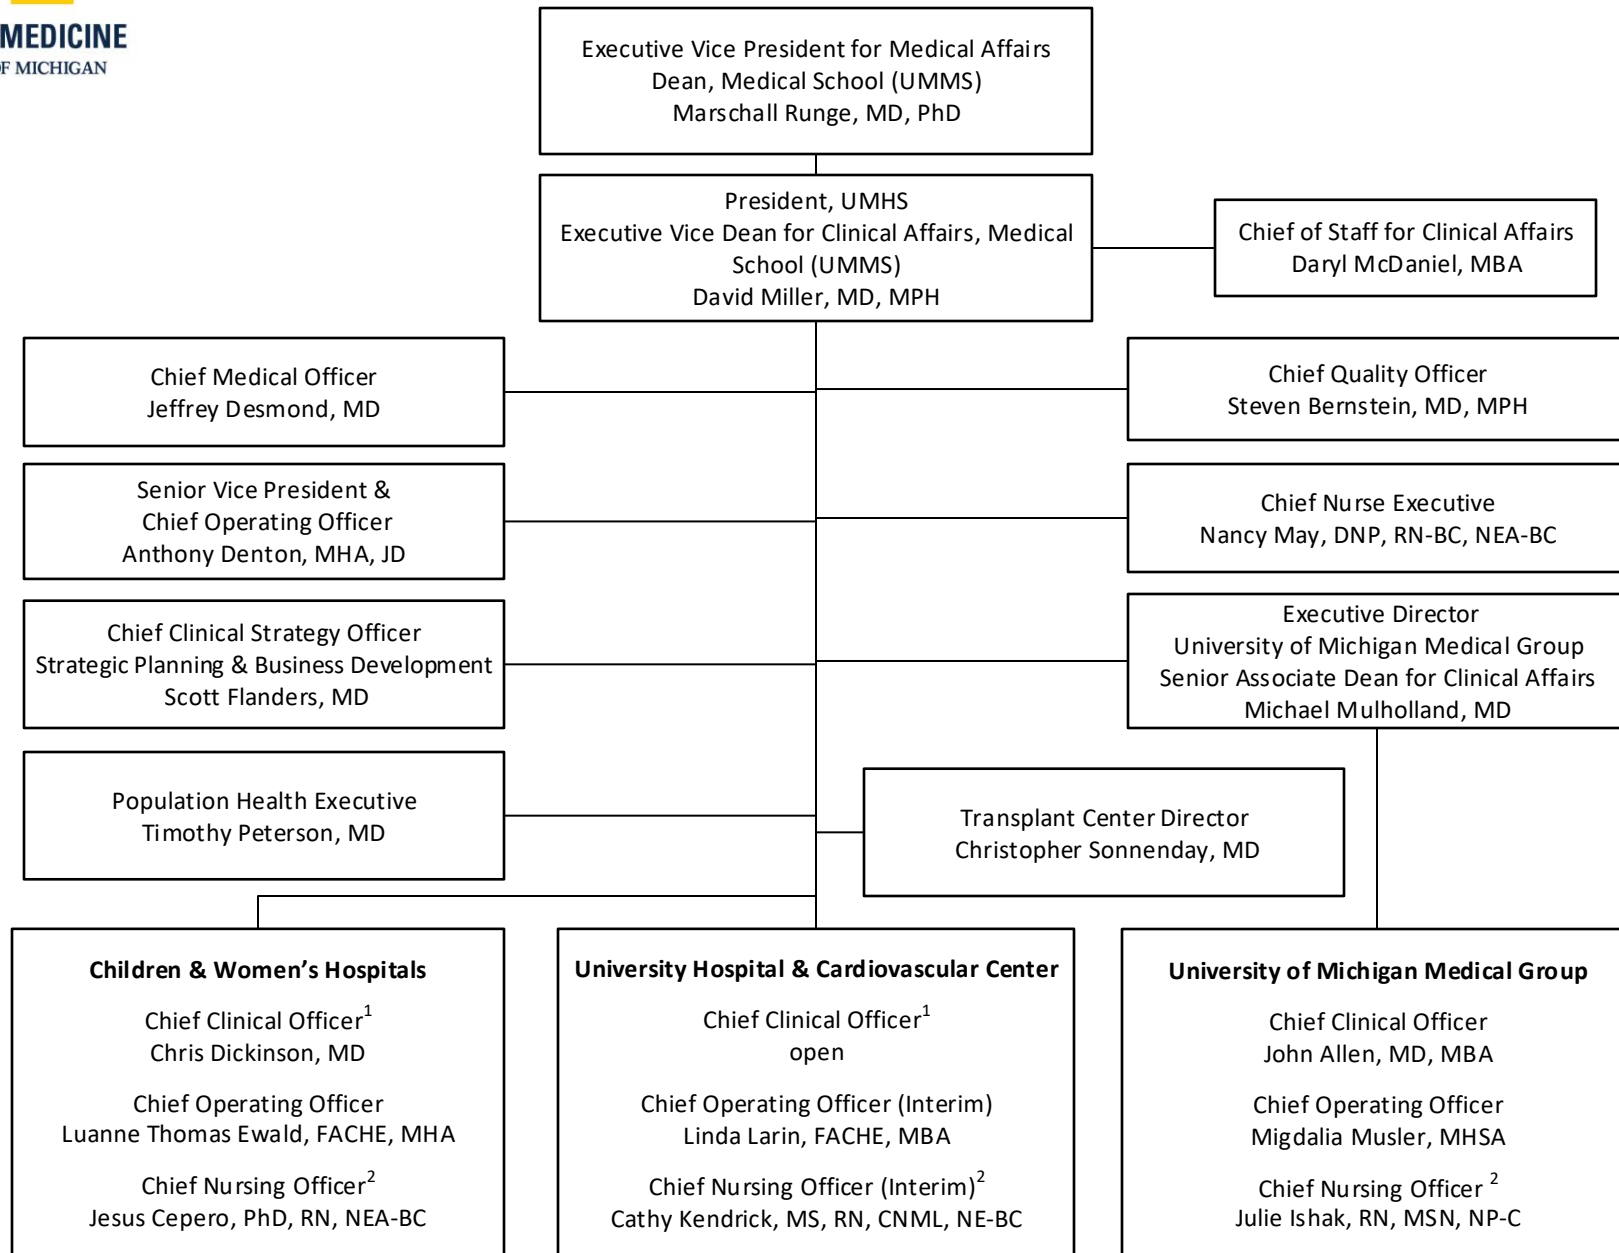 MEDICINE
OF MICHIGAN
Executive Vice President for Medical Affairs
Dean, Medical School (UMMS)
Marschall Runge, MD, PhD
President, UMHS
Executive Vice Dean for Clinical Affairs, Medical
School (UMMS)
David Miller, MD, MPH
Chief of Staff for Clinical Affairs
Daryl McDaniel, MBA
Chief Medical Officer
Jeffrey Desmond, MD
Chief Quality Officer
Steven Bernstein, MD, MPH
Senior Vice President &
Chief Operating Officer
Anthony Denton, MHA, JD
Chief Nurse Executive
Nancy May, DNP, RN-BC, NEA-BC
Chief Clinical Strategy Officer
Strategic Planning & Business Development
Scott Flanders, MD
Executive Director
University of Michigan Medical Group
Senior Associate Dean for Clinical Affairs
Michael Mulholland, MD
Population Health Executive
Timothy Peterson, MD
Transplant Center Director
Christopher Sonnenday, MD
Children & Women's Hospitals
Chief Clinical Officer1
Chris Dickinson, MD
Chief Operating Officer
Luanne Thomas Ewald, FACHE, MHA
Chief Nursing Officer2
Jesus Cepero, PhD, RN, NEA-BC
University Hospital & Cardiovascular Center
Chief Clinical Officer1
open
Chief Operating Officer (Interim)
Linda Larin, FACHE, MBA
Chief Nursing Officer (Interim)2
Cathy Kendrick, MS, RN, CNML, NE-BC
University of Michigan Medical Group
Chief Clinical Officer
John Allen, MD, MBA
Chief Operating Officer
Migdalia Musler, MHSA
Chief Nursing Officer 2
Julie Ishak, RN, MSN, NP-C